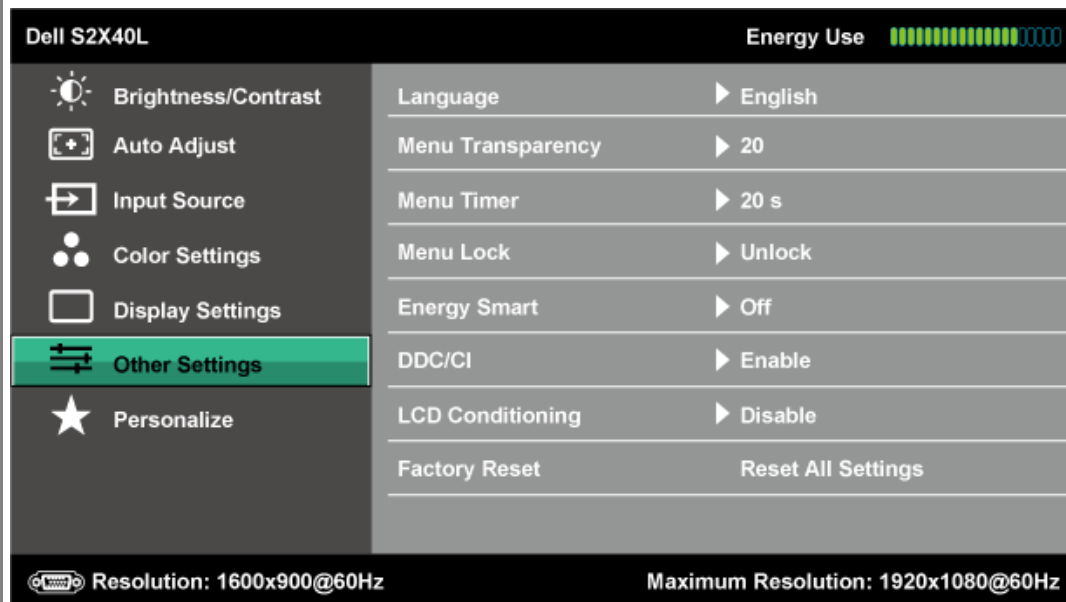 Dell S2X40L
Energy Use
Brightness/Contrast
Auto Adjust
Input Source
Color Settings
Display Settings
Other Settings
Personalize
Language English
Menu Transparency 20
Menu Timer 20 s
Menu Lock Unlock
Energy Smart Off
DDC/CI Enable
LCD Conditioning Disable
Factory Reset Reset All Settings
Resolution: 1600x900@60Hz
Maximum Resolution: 1920x1080@60Hz